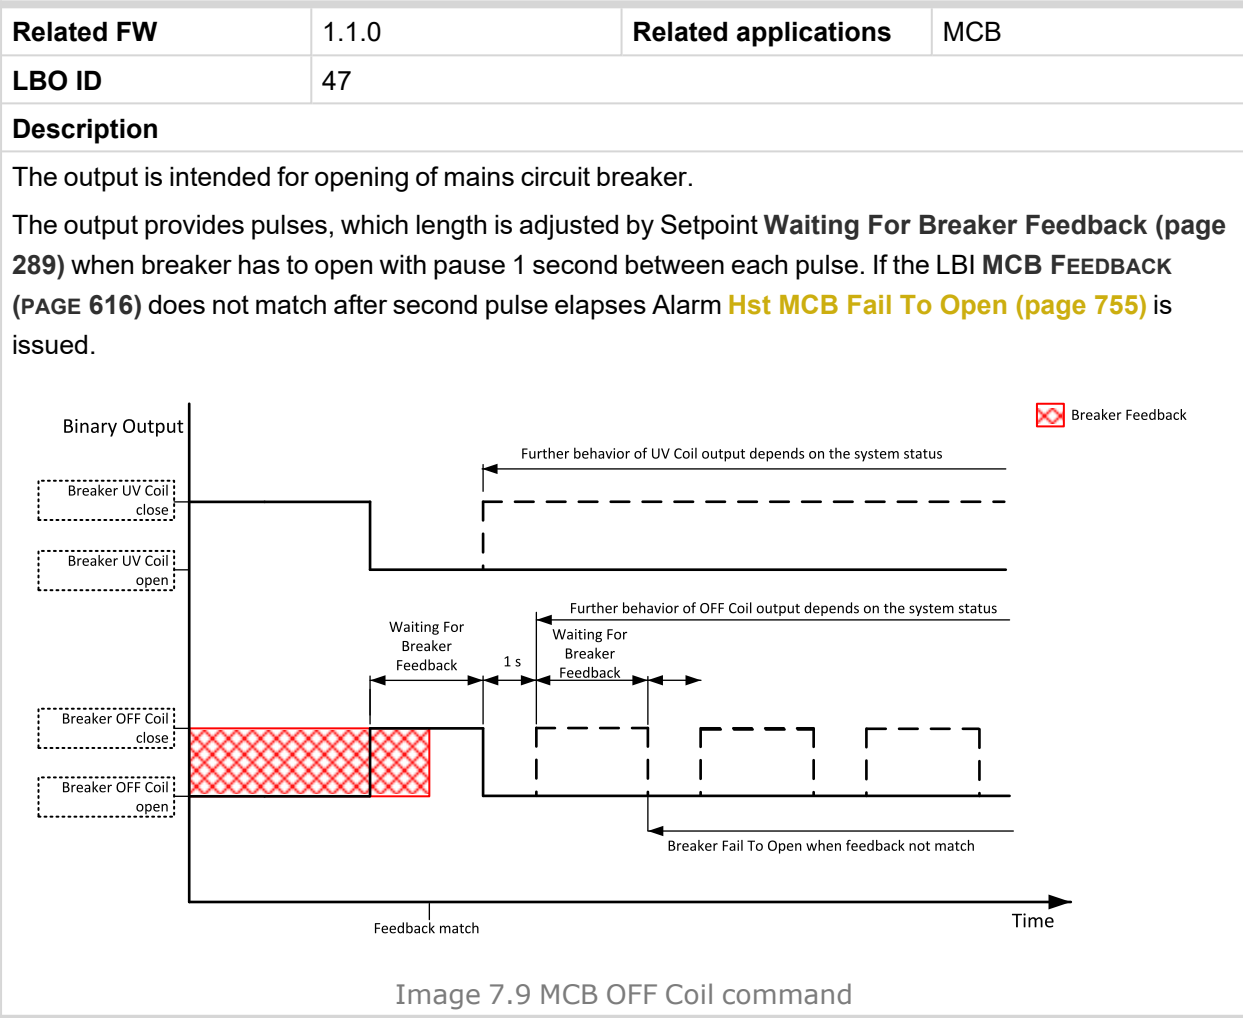 Related FW 1.1.0 Related applications MCB
LBO ID 47
Description
The output is intended for opening of mains circuit breaker.
The output provides pulses, which length is adjusted by Setpoint Waiting For Breaker Feedback (page
289) when breaker has to open with pause 1 second between each pulse. If the LBI MCB FEEDBACK
(PAGE 616) does not match after second pulse elapses Alarm Hst MCB Fail To Open (page 755) is
issued.
Binary Output
Breaker Feedback
Further behavior of UV Coil output depends on the system status
Breaker UV Coil
close
Breaker UV Coil
open
Further behavior of OFF Coil output depends on the system status
Waiting For
Breaker
Feedback
1 s
Waiting For
Breaker
Feedback
Breaker OFF Coil
close
Breaker OFF Coil
open
Breaker Fail To Open when feedback not match
Feedback match
Time
Image 7.9 MCB OFF Coil command